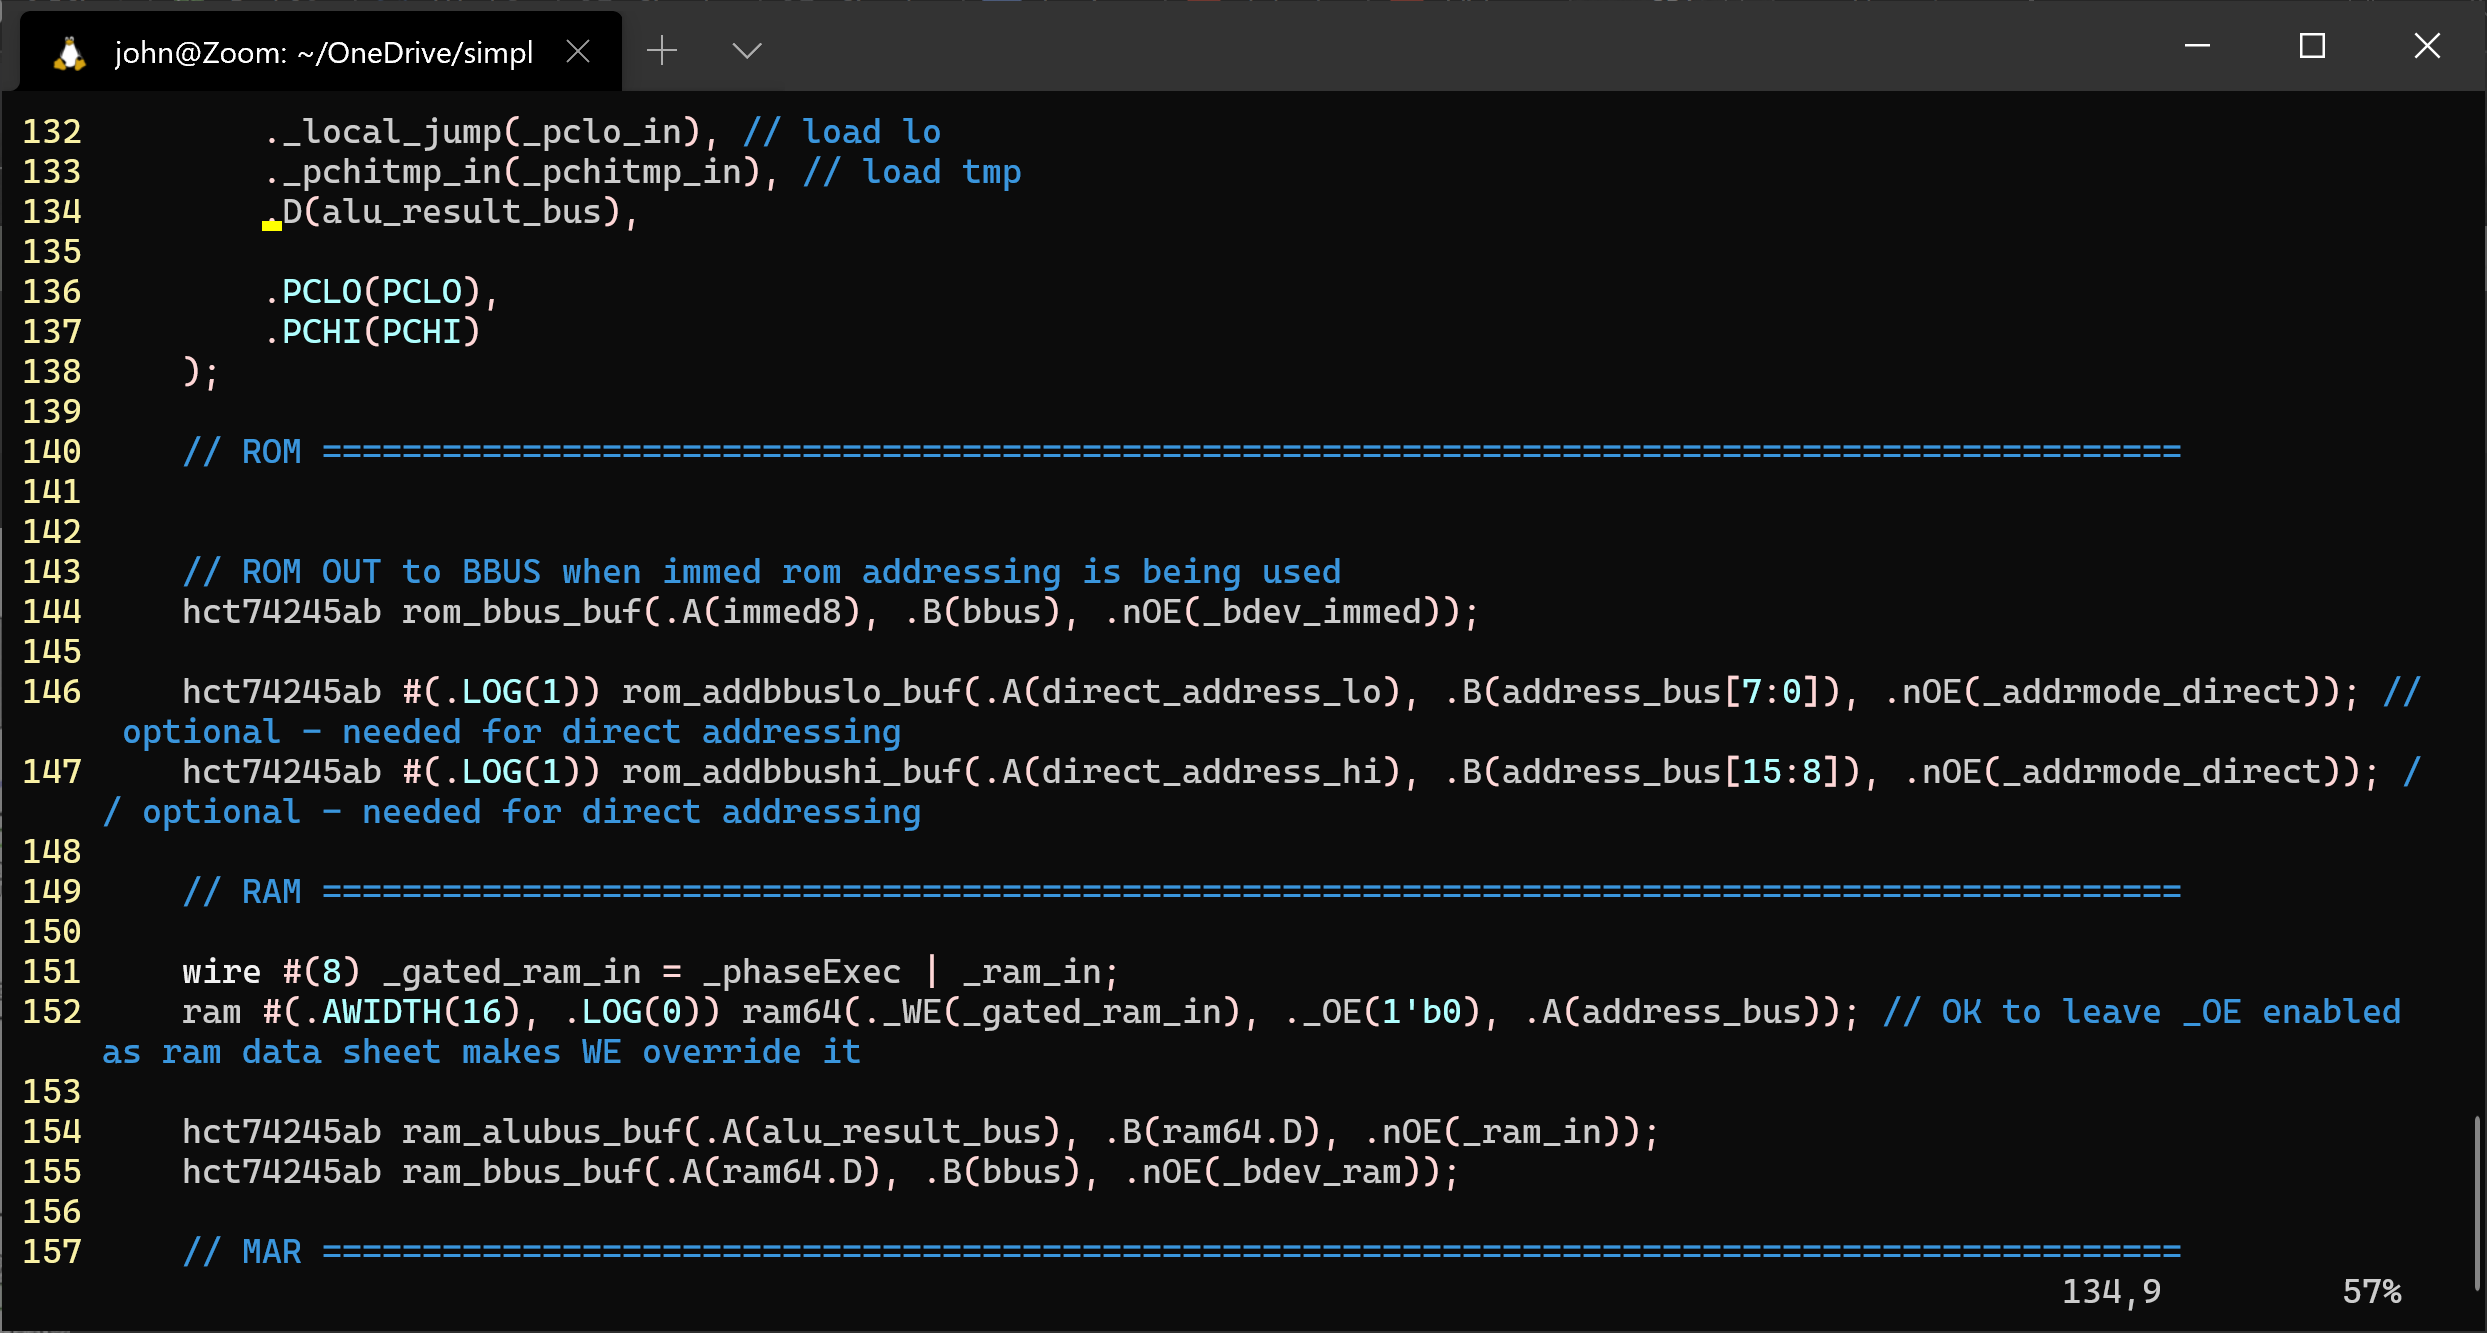 john@Zoom: ~/OneDrive/simpl
132         ._local_jump(_pclo_in), // load lo
133         ._pchitmp_in(_pchitmp_in), // load tmp
134         .D(alu_result_bus),
135
136         .PCLO(PCLO),
137         .PCHI(PCHI)
138     );
139
140     // ROM =============================================================================================
141
142
143     // ROM OUT to BBUS when immed rom addressing is being used
144     hct74245ab rom_bbus_buf(.A(immed8), .B(bbus), .nOE(_bdev_immed));
145
146     hct74245ab #(.LOG(1)) rom_addbbuslo_buf(.A(direct_address_lo), .B(address_bus[7:0]), .nOE(_addrmode_direct)); //
 optional - needed for direct addressing
147     hct74245ab #(.LOG(1)) rom_addbbushi_buf(.A(direct_address_hi), .B(address_bus[15:8]), .nOE(_addrmode_direct)); /
/ optional - needed for direct addressing
148
149     // RAM =============================================================================================
150
151     wire #(8) _gated_ram_in = _phaseExec | _ram_in;
152     ram #(.AWIDTH(16), .LOG(0)) ram64(._WE(_gated_ram_in), ._OE(1'b0), .A(address_bus)); // OK to leave _OE enabled
as ram data sheet makes WE override it
153
154     hct74245ab ram_alubus_buf(.A(alu_result_bus), .B(ram64.D), .nOE(_ram_in));
155     hct74245ab ram_bbus_buf(.A(ram64.D), .B(bbus), .nOE(_bdev_ram));
156
157     // MAR =============================================================================================
134,9         57%